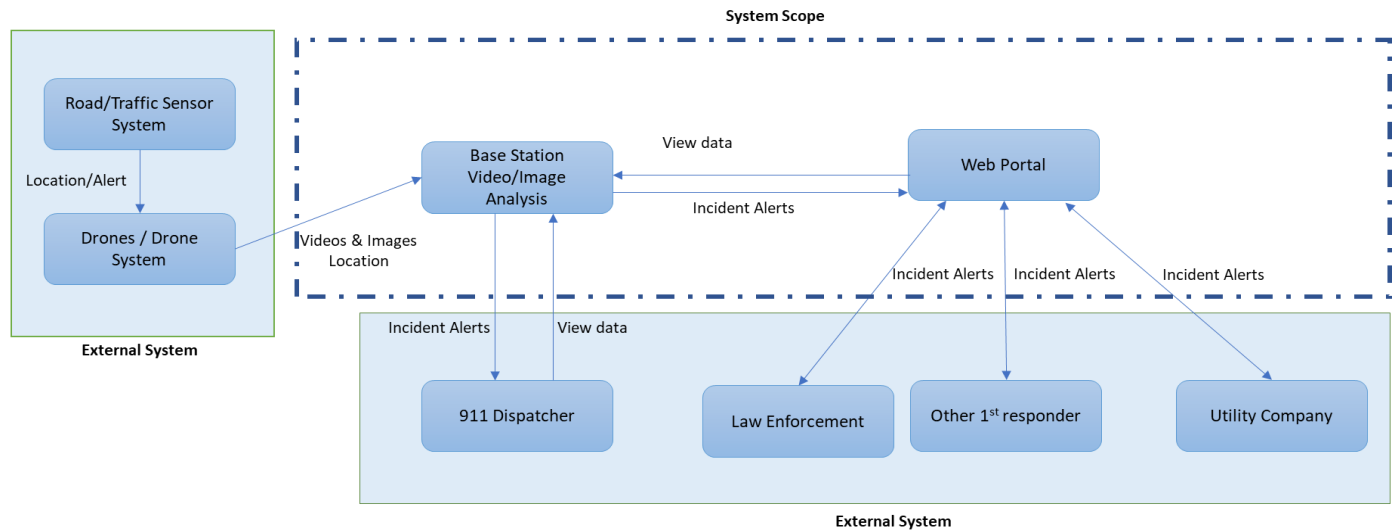 System Scope
Road/Traffic Sensor
System
Location/Alert
Drones / Drone
System
External System
Videos & Images
Location
Base Station
Video/Image
Analysis
View data
Incident Alerts
Web Portal
Incident Alerts
Incident Alerts
Incident Alerts
Incident Alerts
View data
911 Dispatcher
Law Enforcement
Other 1st responder
Utility Company
External System